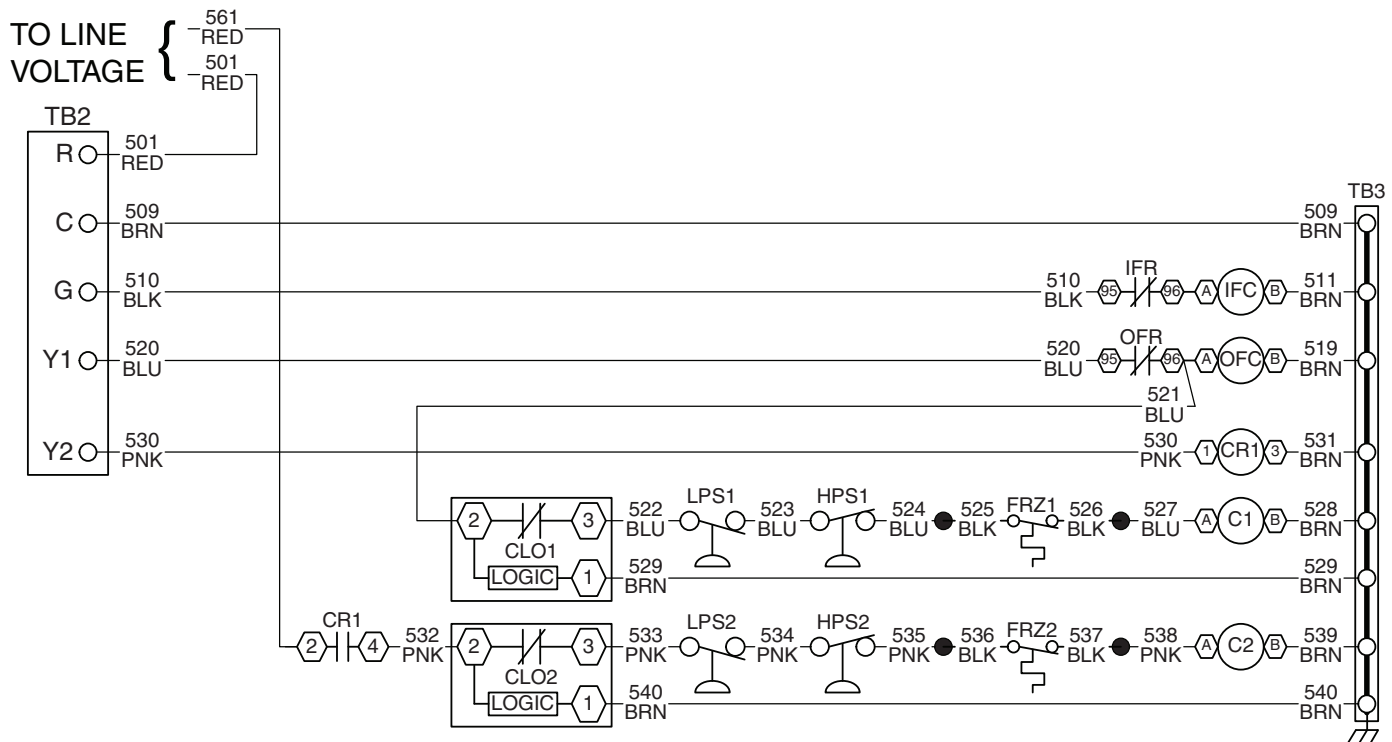 TO LINE
VOLTAGE
561
RED
501
RED
TB2
R
501
RED
TB3
C
509
BRN
509
BRN
G
510
BLK
510
BLK
95
IFR
96
A
IFC
B
511
BRN
Y1
520
BLU
520
BLU
95
OFR
96
A
OFC
B
519
BRN
521
BLU
Y2
530
PNK
530
PNK
1
CR1
3
531
BRN
2
CLO1
3
522
BLU
LPS1
523
BLU
HPS1
524
BLU
525
BLK
FRZ1
526
BLK
527
BLU
A
C1
B
528
BRN
LOGIC
1
529
BRN
529
BRN
2
CR1
4
532
PNK
2
CLO2
3
533
PNK
LPS2
534
PNK
HPS2
535
PNK
536
BLK
FRZ2
537
BLK
538
PNK
A
C2
B
539
BRN
LOGIC
1
540
BRN
540
BRN